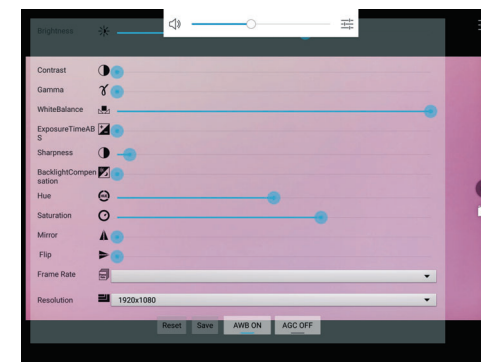 Brightness
Contrast
Gamma
WhiteBalance
ExposureTimeAB
S
Sharpness
BacklightCompen
sation
Hue
Saturation
Mirror
Flip
Frame Rate
Resolution 1920x1080
Reset Save AWB ON AGC OFF